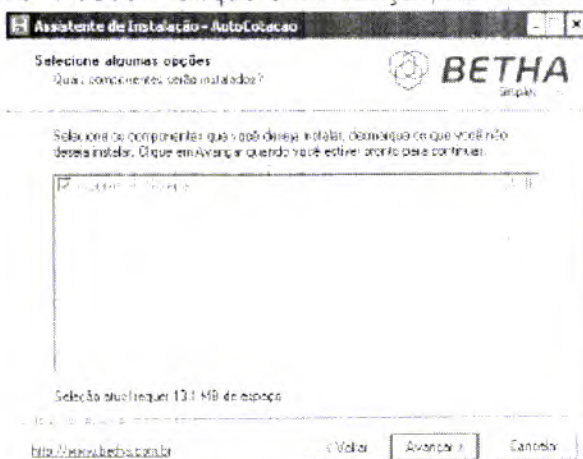 Assistente de Instalação - AutoCotacao
Selecione algumas opções
Quais componentes serão instalados?
BETHA
Selecione os componentes que você deseja instalar, desmarque os que você não
deseja instalar. Clique em Avançar quando você estiver pronto para continuar.
Seleção atual requer 13.1 MB de espaço
http://www.betha.com.br
< Voltar
Avançar >
Cancelar